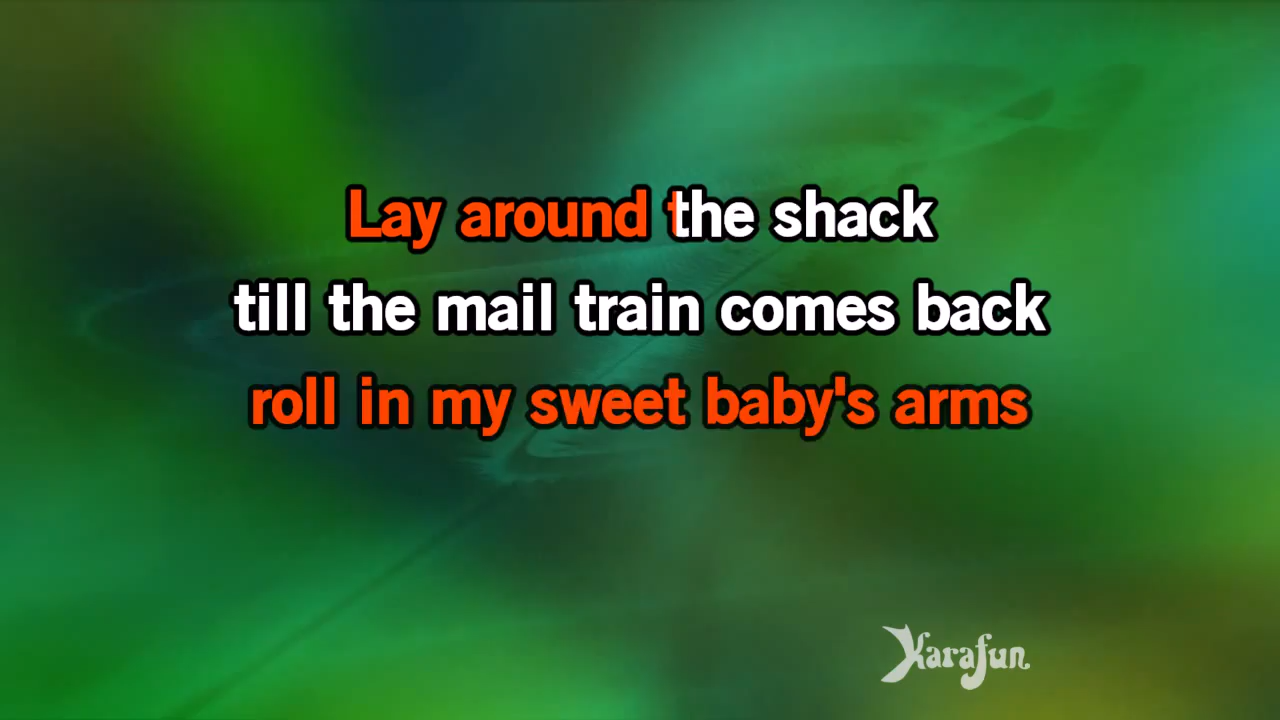 Lay around the shack
till the mail train comes back
roll in my sweet baby's arms
Karafun